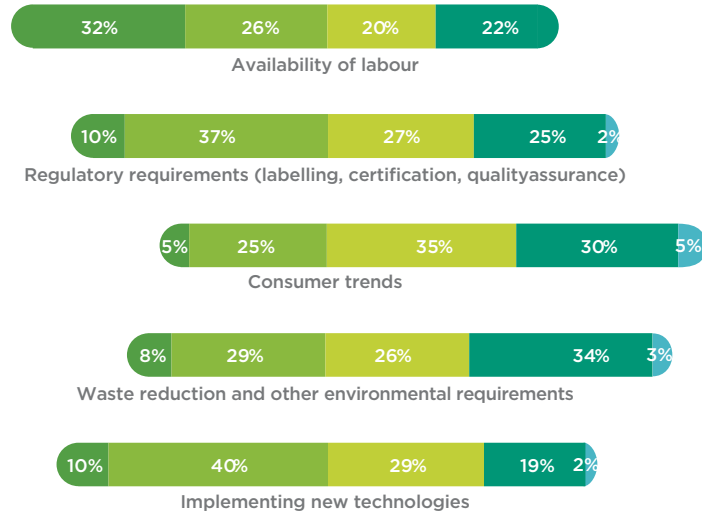 32% 26% 20% 22%
Availability of labour
10% 37% 27% 25% 2%
Regulatory requirements (labelling, certification, qualityassurance)
5% 25% 35% 30% 5%
Consumer trends
8% 29% 26% 34% 3%
Waste reduction and other environmental requirements
10% 40% 29% 19% 2%
Implementing new technologies